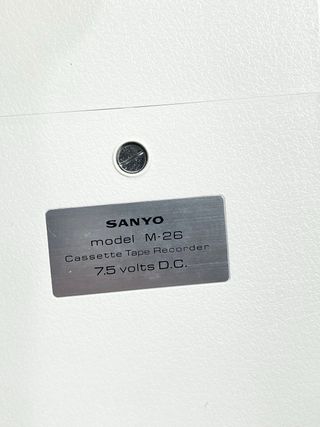 SANYO
model M-26
Cassette Tape Recorder
7.5 volts D.C.